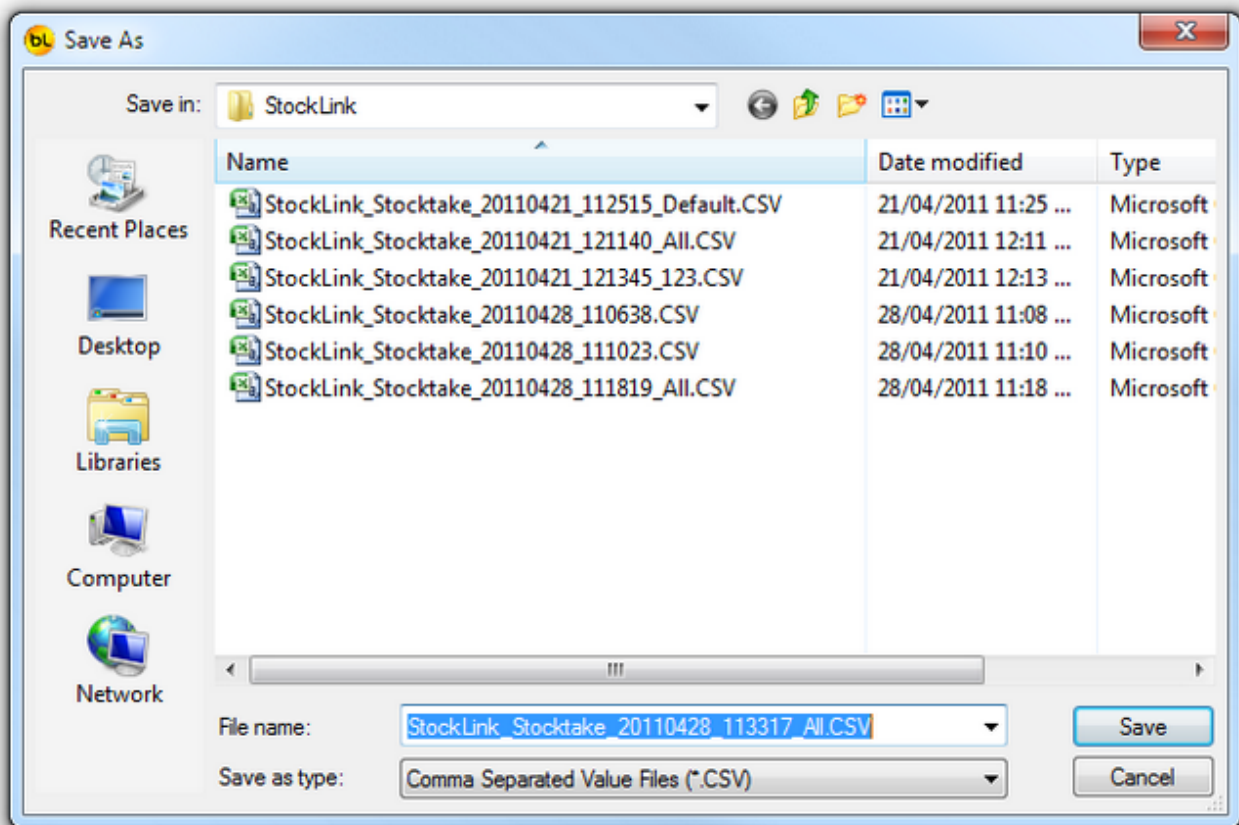 bL Save As
Save in: StockLink
Name Date modified Type
StockLink_Stocktake_20110421_112515_Default.CSV 21/04/2011 11:25 ... Microsoft
StockLink_Stocktake_20110421_121140_All.CSV 21/04/2011 12:11 ... Microsoft
StockLink_Stocktake_20110421_121345_123.CSV 21/04/2011 12:13 ... Microsoft
StockLink_Stocktake_20110428_110638.CSV 28/04/2011 11:08 ... Microsoft
StockLink_Stocktake_20110428_111023.CSV 28/04/2011 11:10 ... Microsoft
StockLink_Stocktake_20110428_111819_All.CSV 28/04/2011 11:18 ... Microsoft
Recent Places
Desktop
Libraries
Computer
Network
File name: StockLink_Stocktake_20110428_113317_All.CSV Save
Save as type: Comma Separated Value Files (*.CSV) Cancel